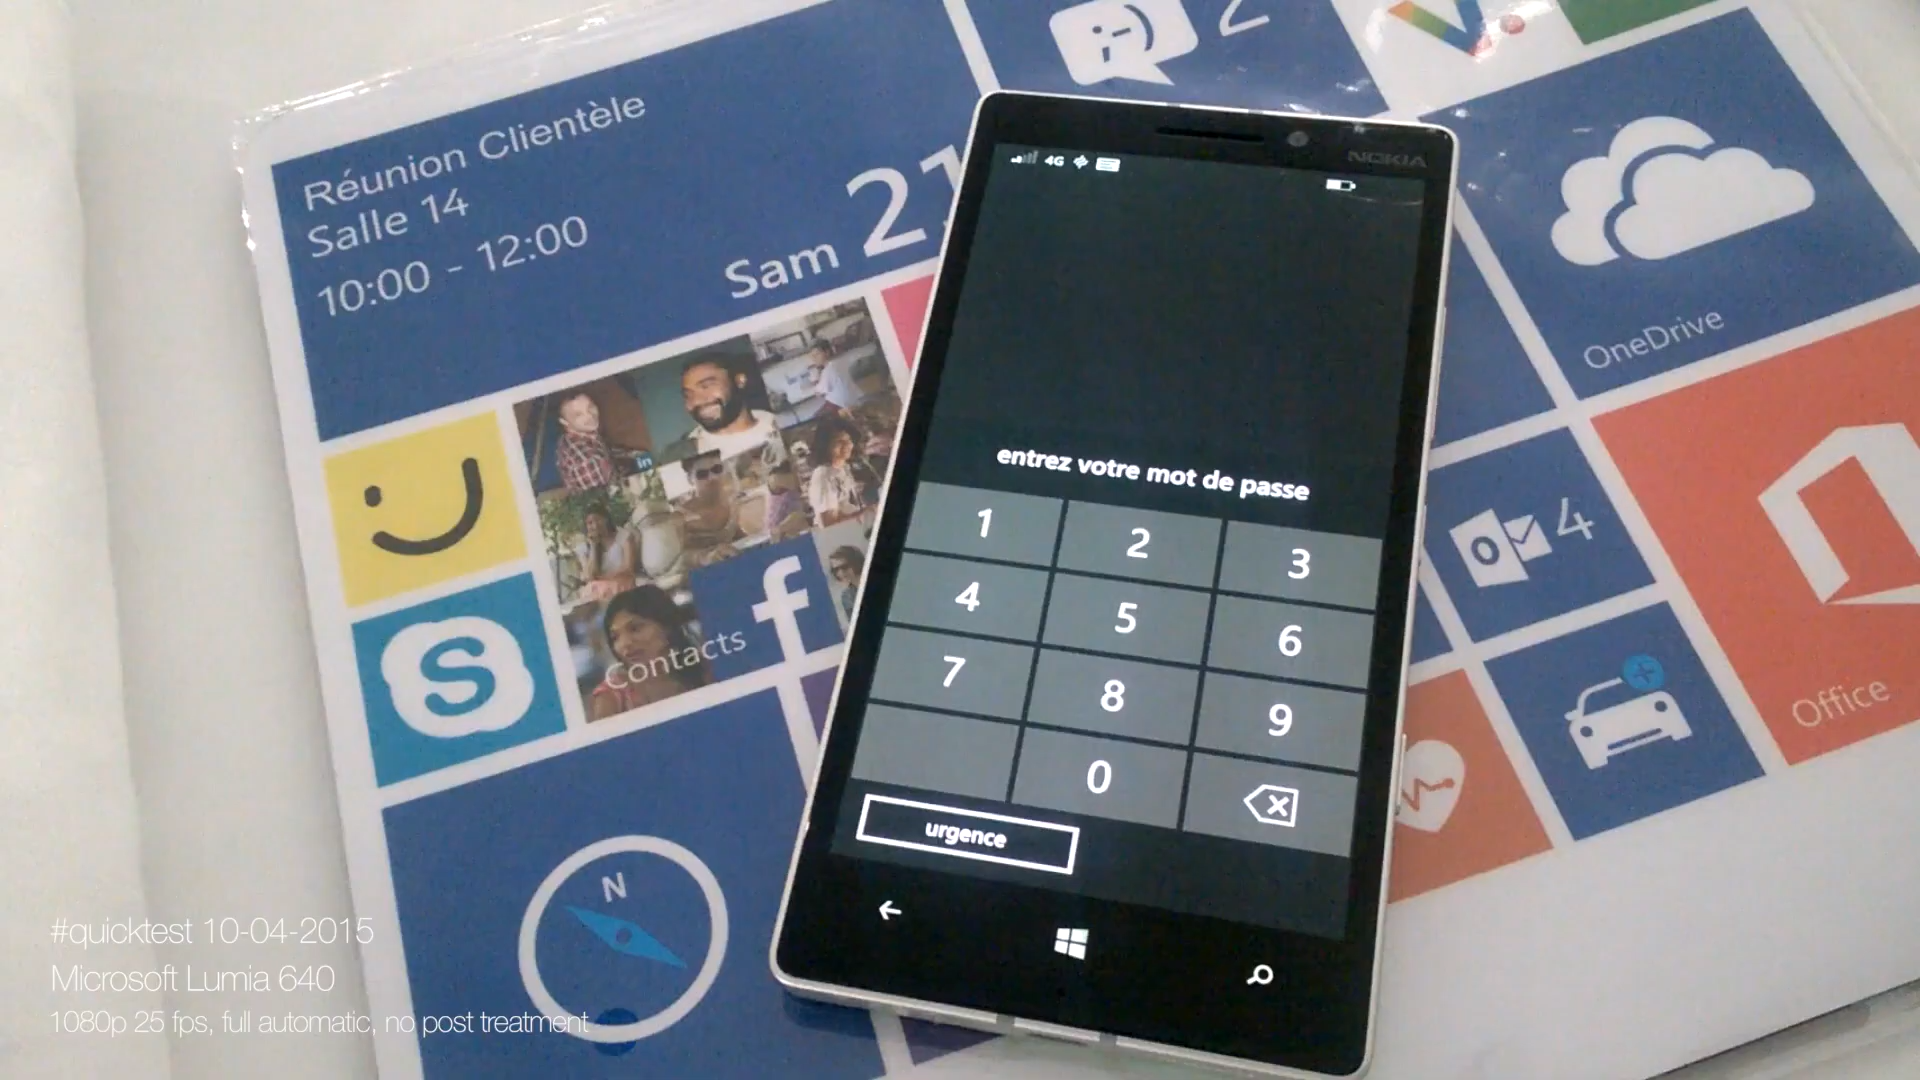 2
Réunion Clientèle
Salle 14
10:00 - 12:00
Sam 21
NOKIA
4G
OneDrive
in
Contacts
entrez votre mot de passe
1 2 3
4 5 6
7 8 9
0
urgence
4
Office
N
#quicktest 10-04-2015
Microsoft Lumia 640
1080p 25 fps, full automatic, no post treatment